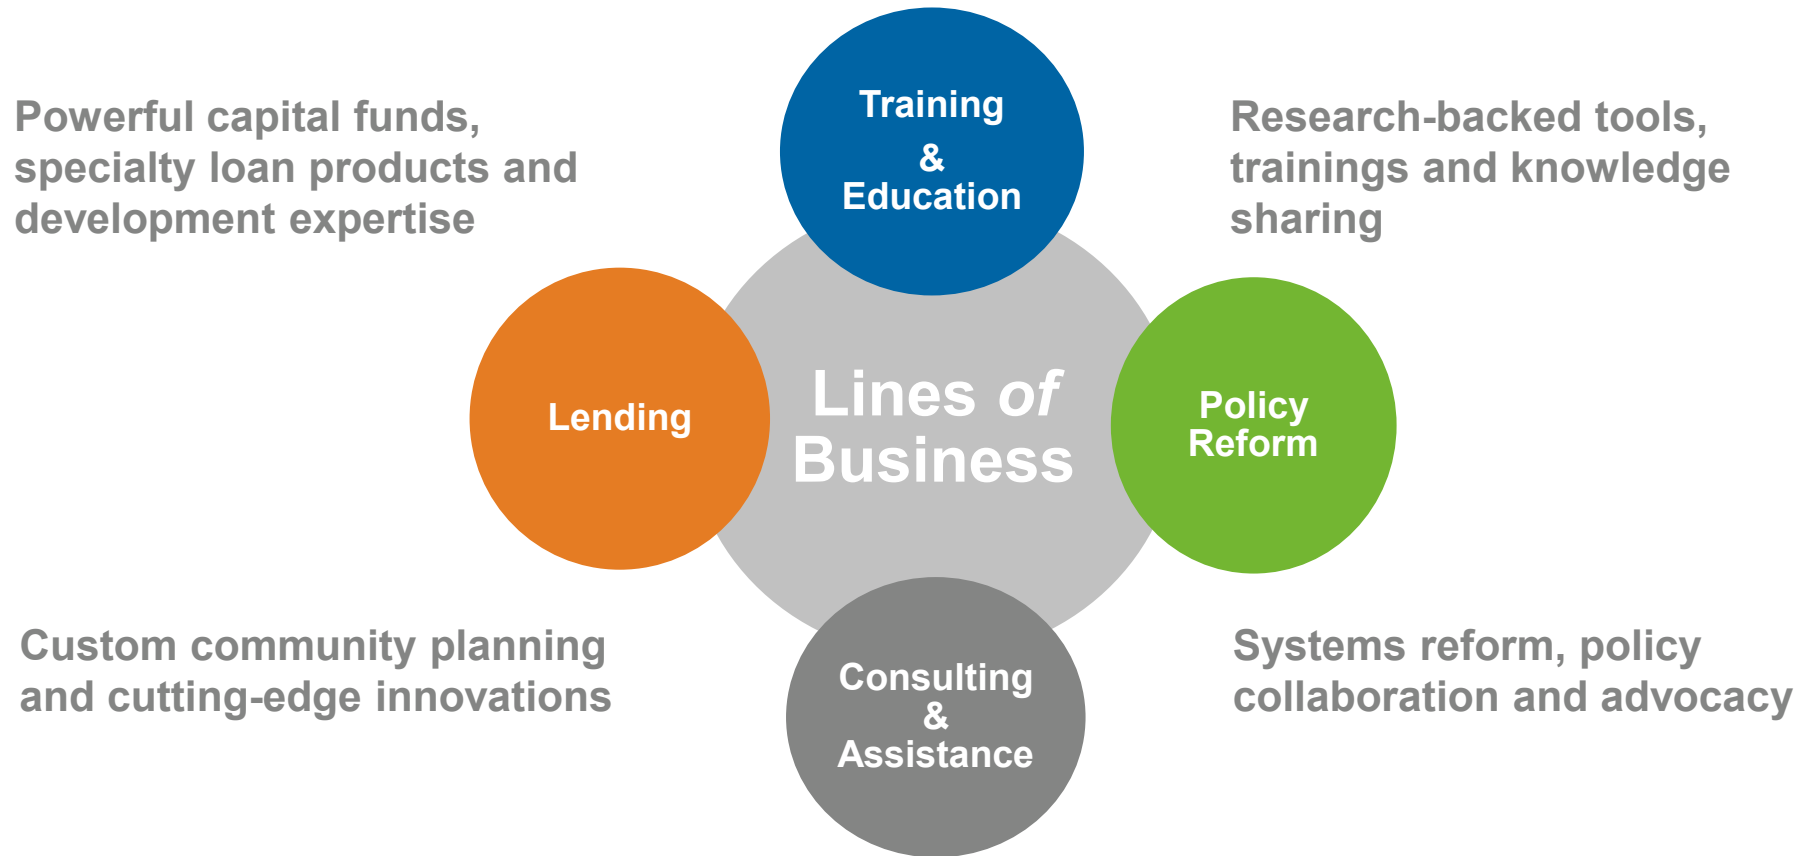 Training
&
Education
Powerful capital funds,
specialty loan products and
development expertise
Research-backed tools,
trainings and knowledge
sharing
Lending
Lines of
Business
Policy
Reform
Custom community planning
and cutting-edge innovations
Consulting
&
Assistance
Systems reform, policy
collaboration and advocacy